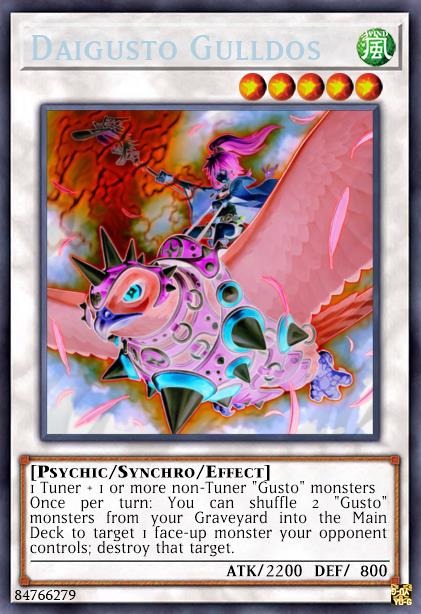 Daigusto Gulldos
WIND
風
[Psychic/Synchro/Effect]
1 Tuner + 1 or more non-Tuner "Gusto" monsters
Once per turn: You can shuffle 2 "Gusto"
monsters from your Graveyard into the Main
Deck to target 1 face-up monster your opponent
controls; destroy that target.
ATK/2200 DEF/ 800
84766279